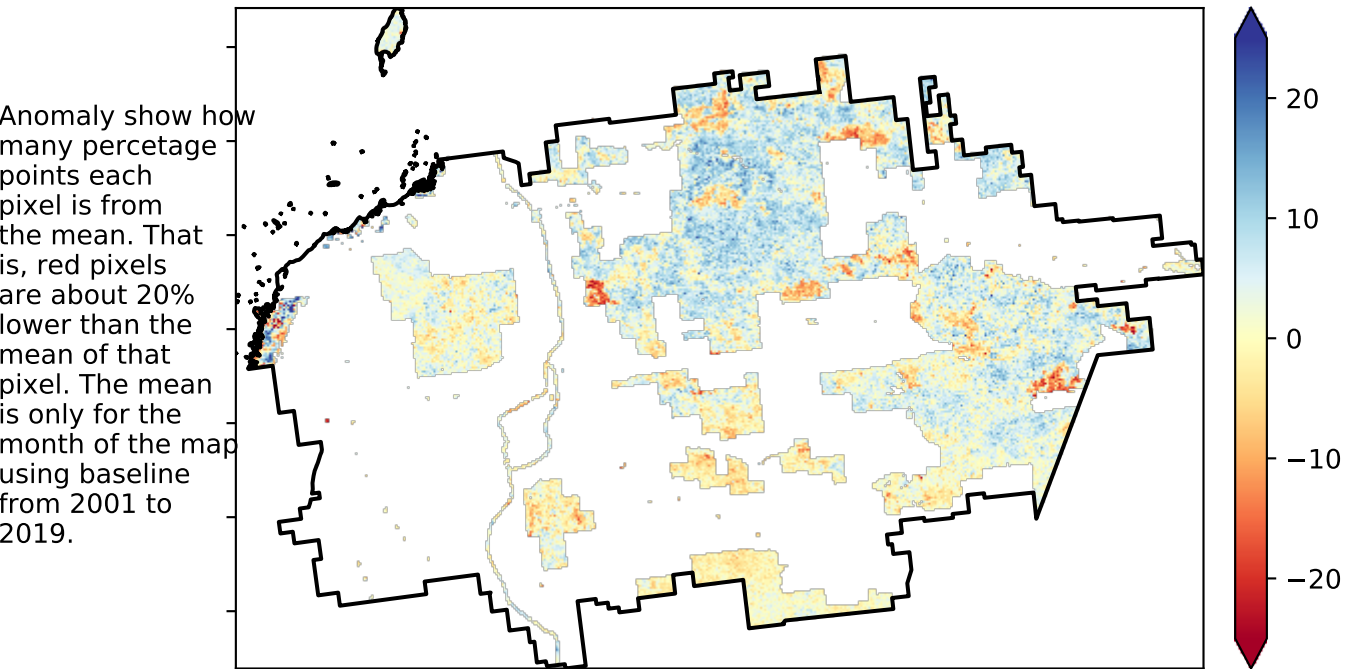 Anomaly show how
many percetage
points each
pixel is from
the mean. That
is, red pixels
are about 20%
lower than the
mean of that
pixel. The mean
is only for the
month of the map
using baseline
from 2001 to
2019.
20
10
0
−10
−20